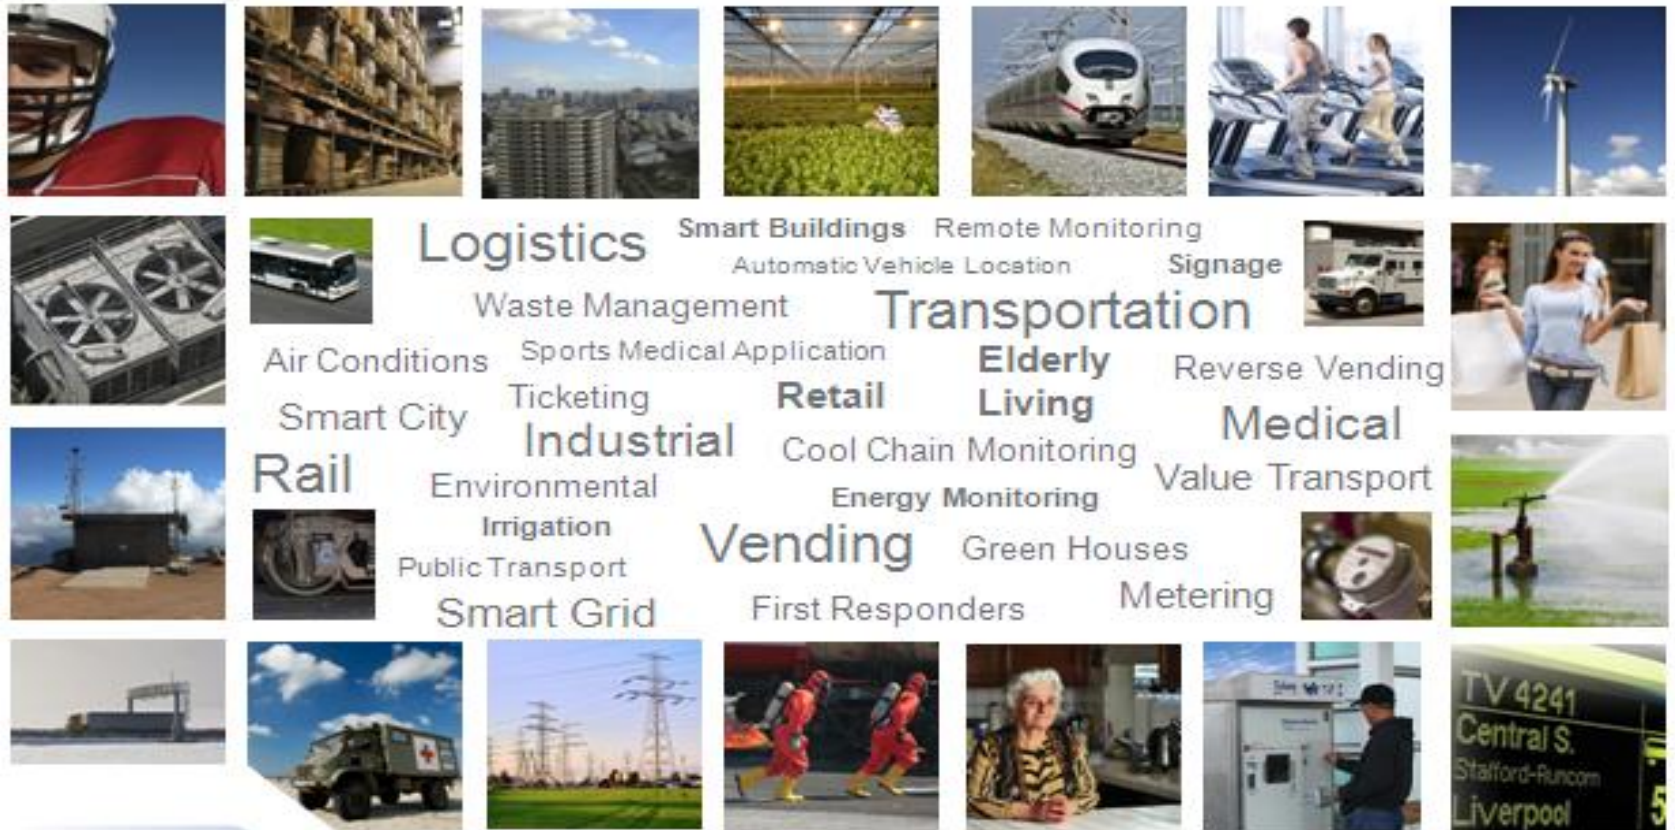 Logistics
Smart Buildings
Remote Monitoring
Automatic Vehicle Location
Signage
Waste Management
Transportation
Air Conditions
Sports Medical Application
Elderly
Living
Reverse Vending
Ticketing
Retail
Smart City
Medical
Industrial
Cool Chain Monitoring
Rail
Environmental
Value Transport
Energy Monitoring
Irrigation
Vending
Green Houses
Public Transport
Metering
Smart Grid
First Responders
TV 4241
Central S.
Stafford-Runcorn
Liverpool
5